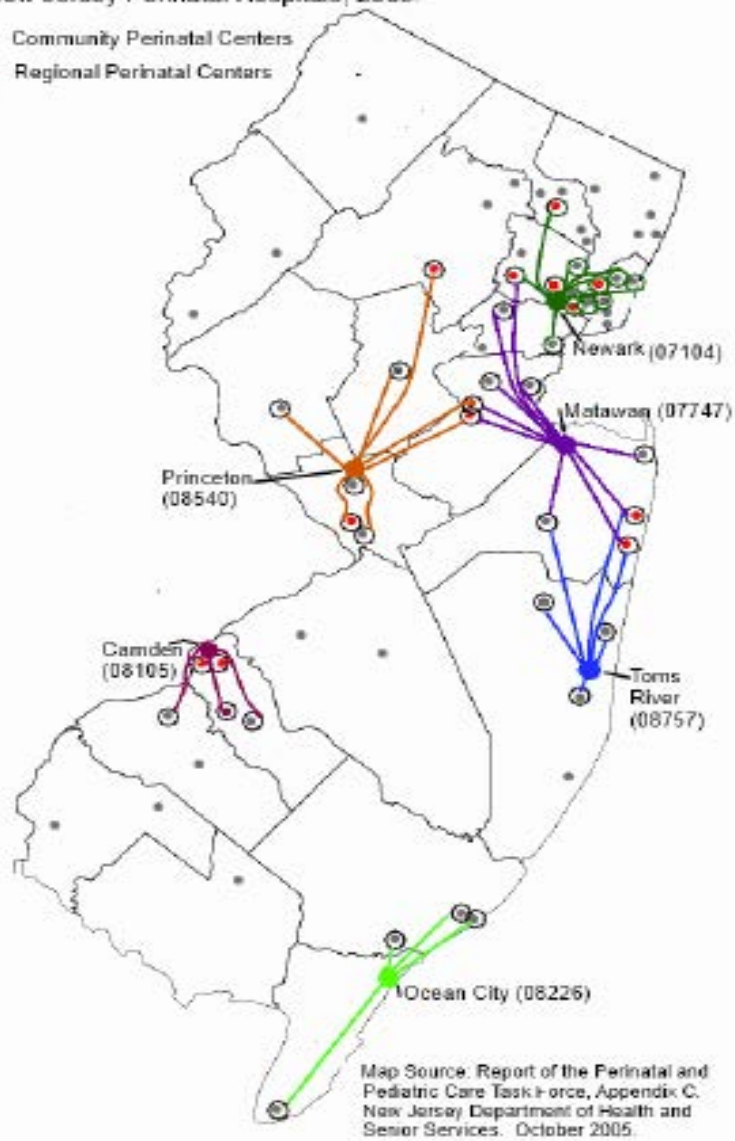 Community Perinatal Centers
Regional Perinatal Centers
Newark (07104)
Matawan (07747)
Princeton
(08540)
Camden
(08105)
Toms
River
(08757)
Ocean City (08226)
Map Source: Report of the Perinatal and
Pediatric Care Task Force, Appendix C.
New Jersey Department of Health and
Senior Services. October 2005.